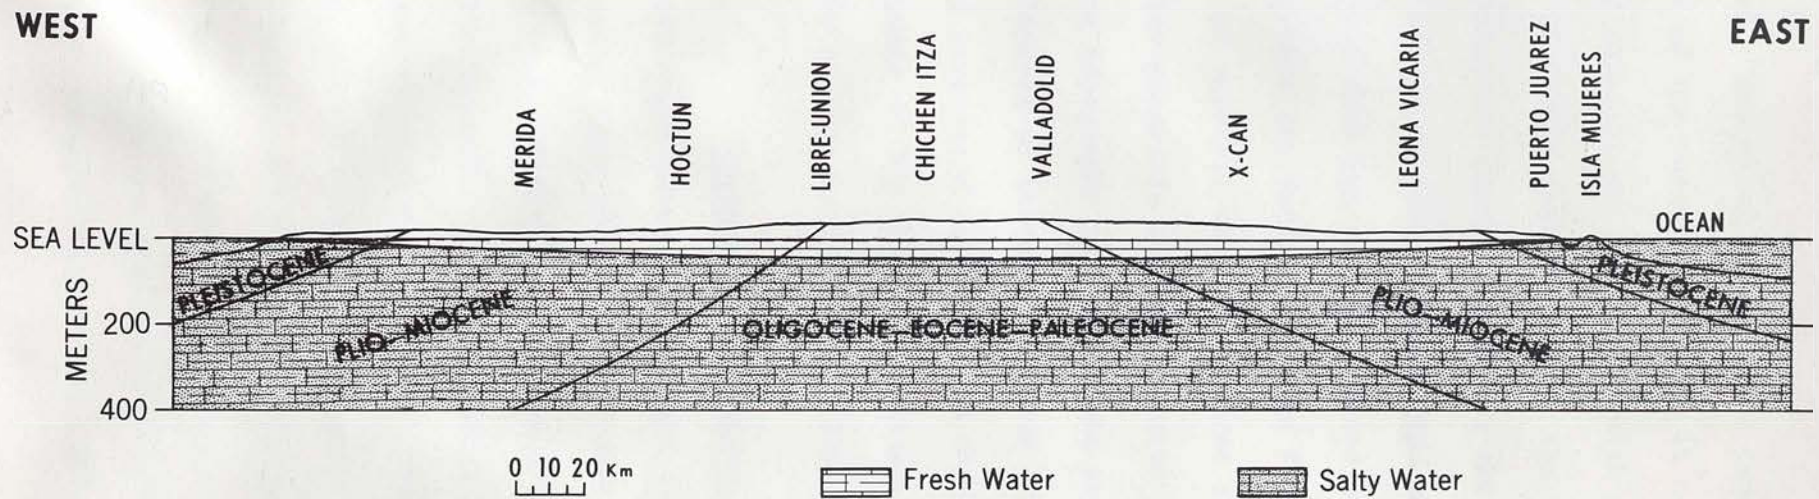 WEST
EAST
MERIDA
HOCTUN
LIBRE-UNION
CHICHEN ITZA
VALLADOLID
X-CAN
LEONA VICARIA
PUERTO JUAREZ
ISLA MUJERES
OCEAN
SEA LEVEL
METERS
200
400
PLEISTOCENE
PLIO-MIOCENE
OLIGOCENE-EOCENE-PALEOCENE
PLIO-MIOCENE
PLEISTOCENE
0 10 20 Km
Fresh Water
Salty Water